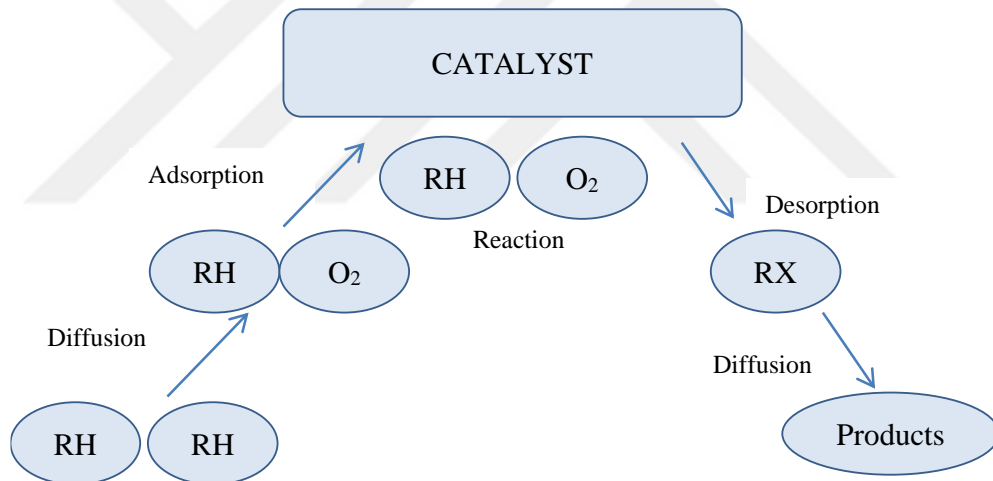 CATALYST
Adsorption
RH
O₂
Reaction
Desorption
RH
O₂
RX
Diffusion
Diffusion
RH
RH
Products